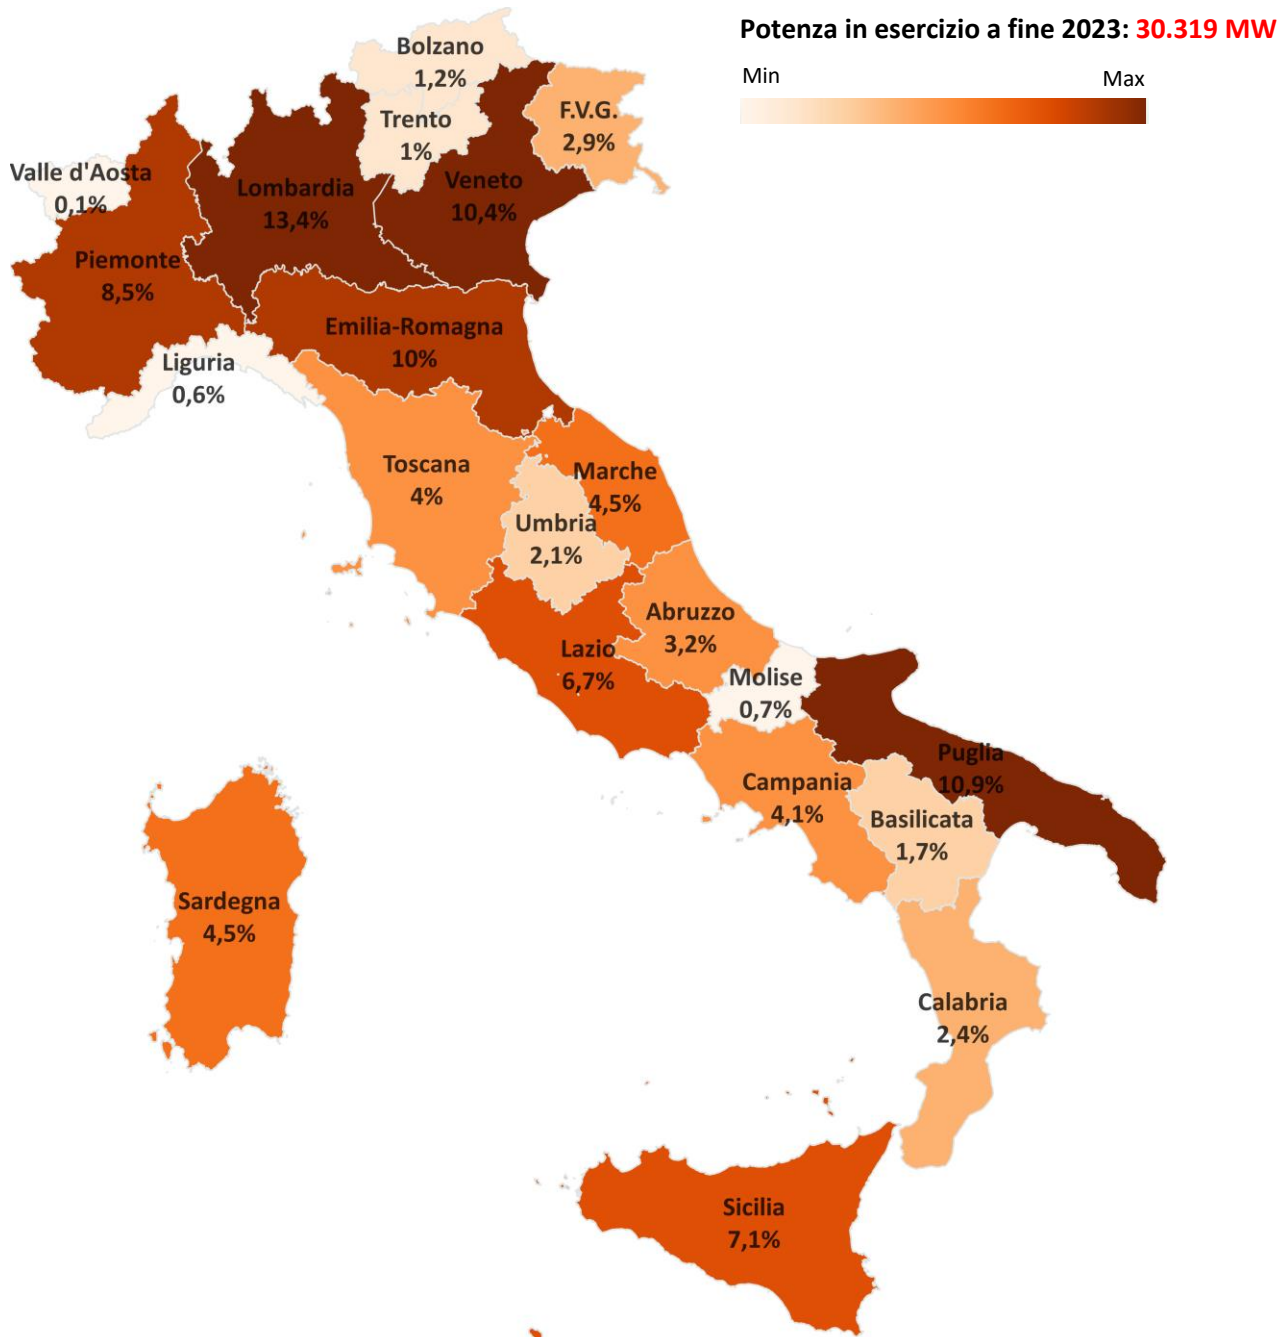 Potenza in esercizio a fine 2023: 30.319 MW
Min
Max
Bolzano
1,2%
Trento
1%
F.V.G.
2,9%
Valle d'Aosta
0,1%
Lombardia
13,4%
Veneto
10,4%
Piemonte
8,5%
Emilia-Romagna
10%
Liguria
0,6%
Toscana
4%
Marche
4,5%
Umbria
2,1%
Abruzzo
3,2%
Lazio
6,7%
Molise
0,7%
Puglia
10,9%
Campania
4,1%
Basilicata
1,7%
Sardegna
4,5%
Calabria
2,4%
Sicilia
7,1%